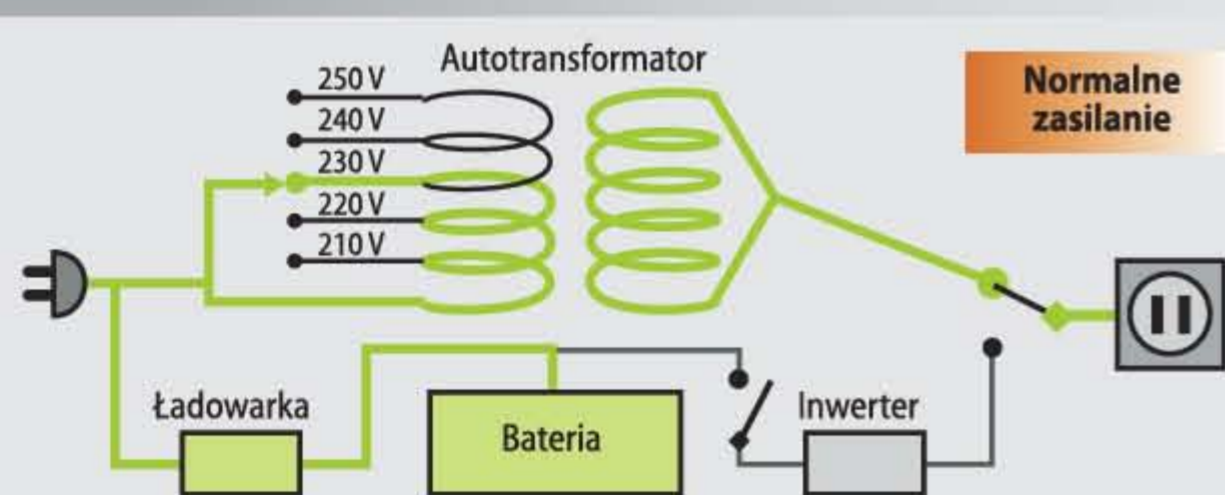 Autotransformator
Normalne
zasilanie
250 V
240 V
230 V
220 V
210 V
Ładowarka
Bateria
Inwerter